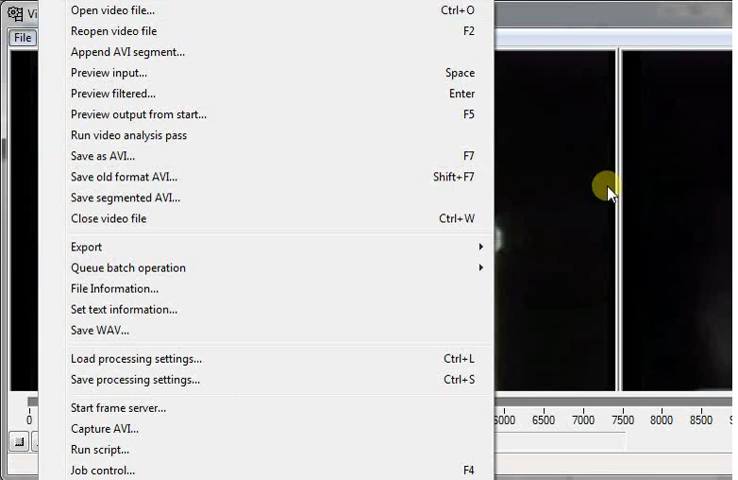 Vi
File
Open video file... Ctrl+O
Reopen video file F2
Append AVI segment...
Preview input... Space
Preview filtered... Enter
Preview output from start... F5
Run video analysis pass
Save as AVI... F7
Save old format AVI... Shift+F7
Save segmented AVI...
Close video file Ctrl+W
Export
Queue batch operation
File Information...
Set text information...
Save WAV...
Load processing settings... Ctrl+L
Save processing settings... Ctrl+S
Start frame server...
Capture AVI...
Run script...
Job control... F4
0 6000 6500 7000 7500 8000 8500